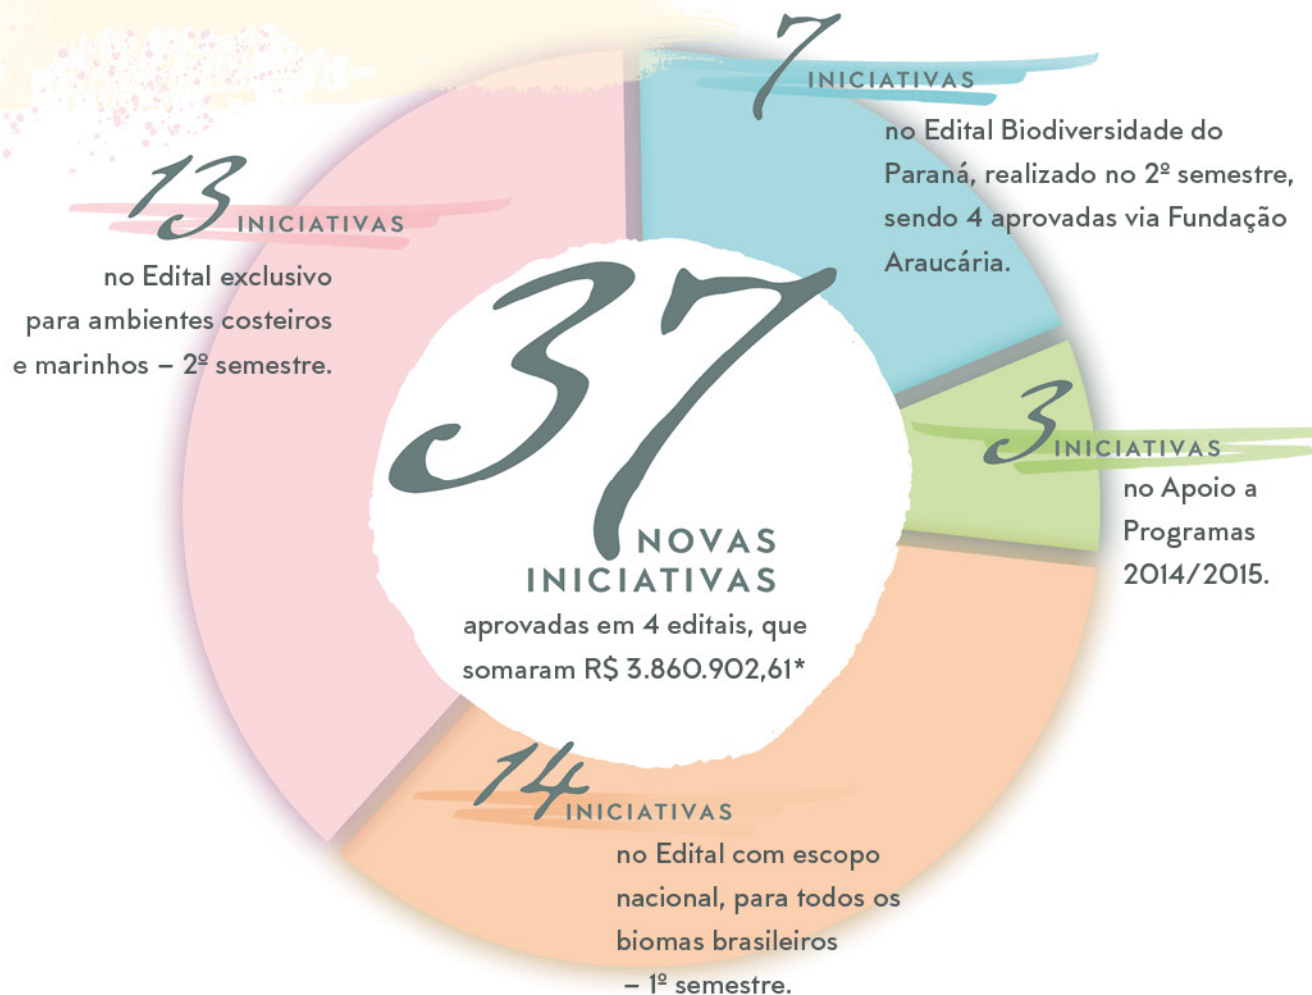 7 INICIATIVAS
no Edital Biodiversidade do
Paraná, realizado no 2º semestre,
sendo 4 aprovadas via Fundação
Araucária.
13 INICIATIVAS
no Edital exclusivo
para ambientes costeiros
e marinhos – 2º semestre.
37 NOVAS
INICIATIVAS
aprovadas em 4 editais, que
somaram R$ 3.860.902,61*
3 INICIATIVAS
no Apoio a
Programas
2014/2015.
14 INICIATIVAS
no Edital com escopo
nacional, para todos os
biomas brasileiros
– 1º semestre.